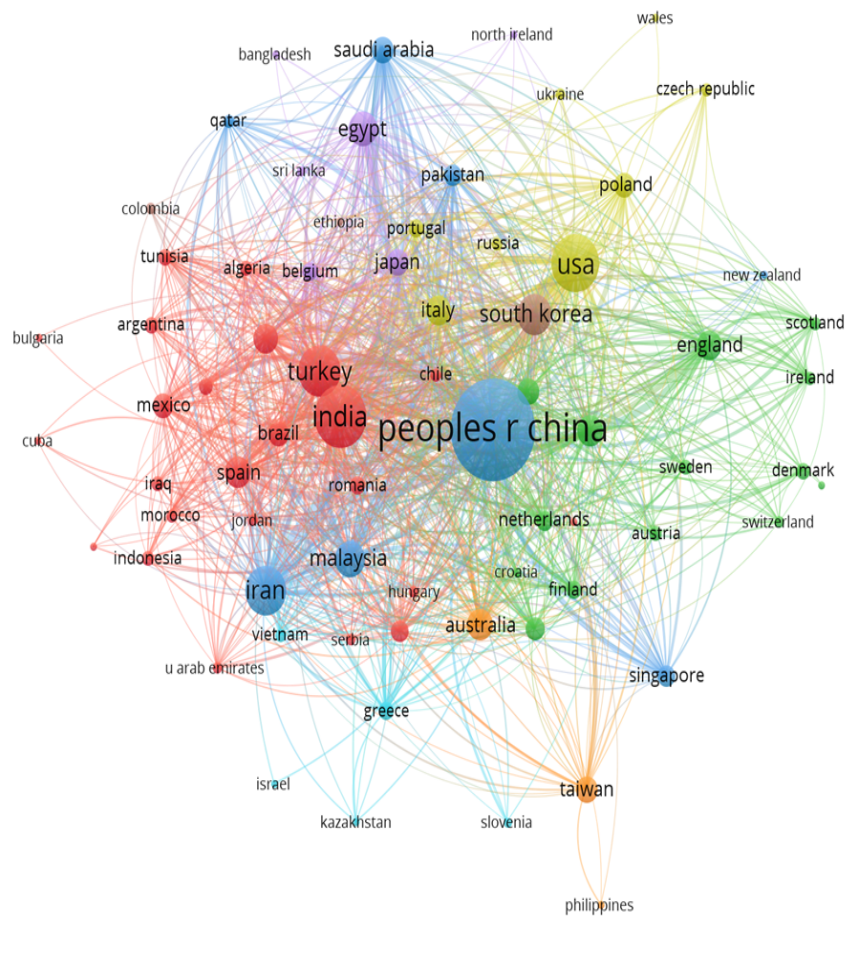 wales
north ireland
saudi arabia
bangladesh
czech republic
ukraine
qatar
egypt
sri lanka
pakistan
poland
colombia
ethiopia
portugal
russia
tunisia
algeria
belgium
japan
usa
new zealand
italy
south korea
argentina
scotland
bulgaria
england
turkey
chile
ireland
mexico
india
peoples r china
brazil
cuba
spain
sweden
denmark
iraq
romania
morocco
jordan
netherlands
switzerland
austria
indonesia
malaysia
croatia
iran
hungary
finland
vietnam
serbia
australia
u arab emirates
singapore
greece
israel
taiwan
kazakhstan
slovenia
philippines